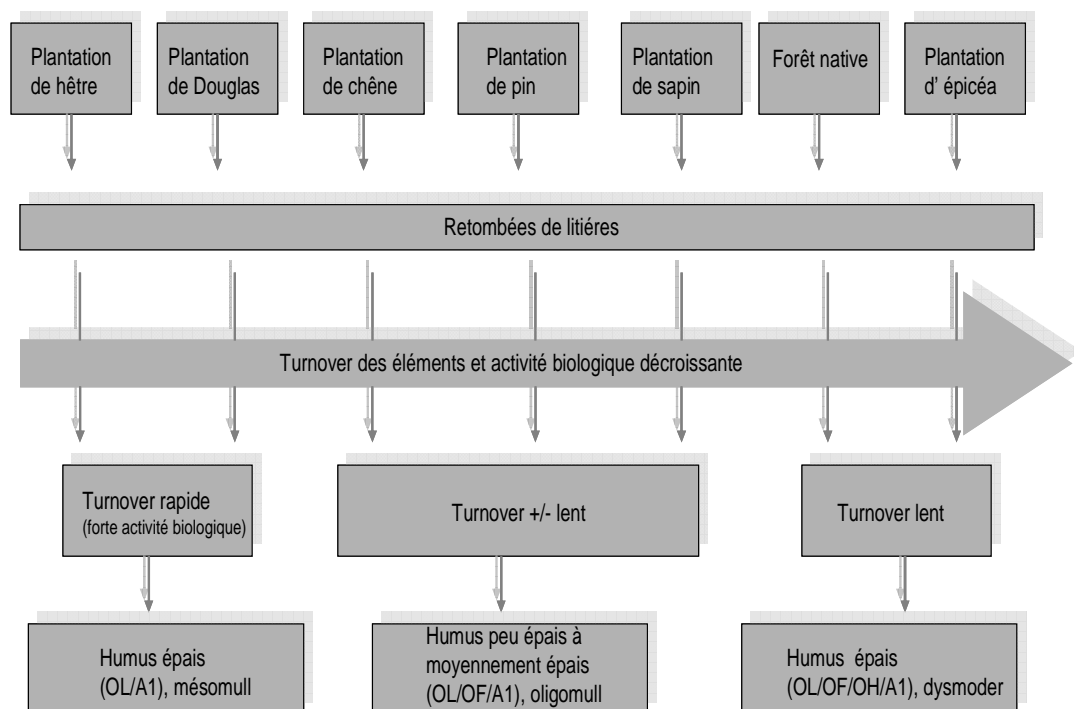 Plantation
de hêtre
Plantation
de Douglas
Plantation
de chêne
Plantation
de pin
Plantation
de sapin
Forêt native
Plantation
d’ épicéa
Retombées de litiéres
Turnover des éléments et activité biologique décroissante
Turnover rapide
(forte activité biologique)
Turnover +/- lent
Turnover lent
Humus épais
(OL/A1), mésomull
Humus peu épais à
moyennement épais
(OL/OF/A1), oligomull
Humus épais
(OL/OF/OH/A1), dysmoder